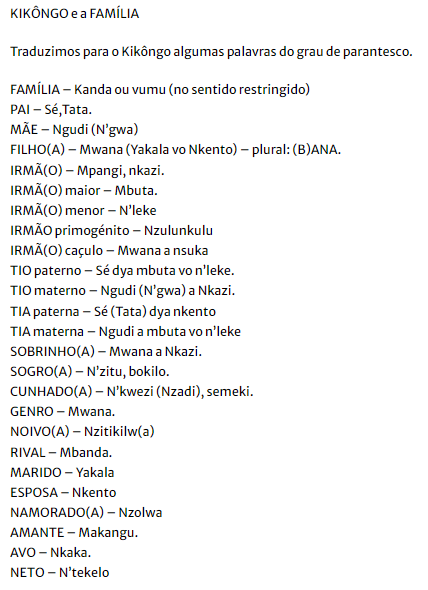 KIKÔNGO e a FAMÍLIA
Traduzimos para o Kikôngo algumas palavras do grau de parantesco.
FAMÍLIA – Kanda ou vumu (no sentido restringido)
PAI – Sé,Tata.
MÃE – Ngudi (N’gwa)
FILHO(A) – Mwana (Yakala vo Nkento) – plural: (B)ANA.
IRMÃ(O) – Mpangi, nkazi.
IRMÃ(O) maior – Mbuta.
IRMÃ(O) menor – N’leke
IRMÃO primogénito – Nzulunkulu
IRMÃ(O) caçulo – Mwana a nsuka
TIO paterno – Sé dya mbuta vo n’leke.
TIO materno – Ngudi (N’gwa) a Nkazi.
TIA paterna – Sé (Tata) dya nkento
TIA materna – Ngudi a mbuta vo n’leke
SOBRINHO(A) – Mwana a Nkazi.
SOGRO(A) – N’zitu, bokilo.
CUNHADO(A) – N’kwezi (Nzadi), semeki.
GENRO – Mwana.
NOIVO(A) – Nzitikilw(a)
RIVAL – Mbanda.
MARIDO – Yakala
ESPOSA – Nkento
NAMORADO(A) – Nzolwa
AMANTE – Makangu.
AVO – Nkaka.
NETO – N’tekelo